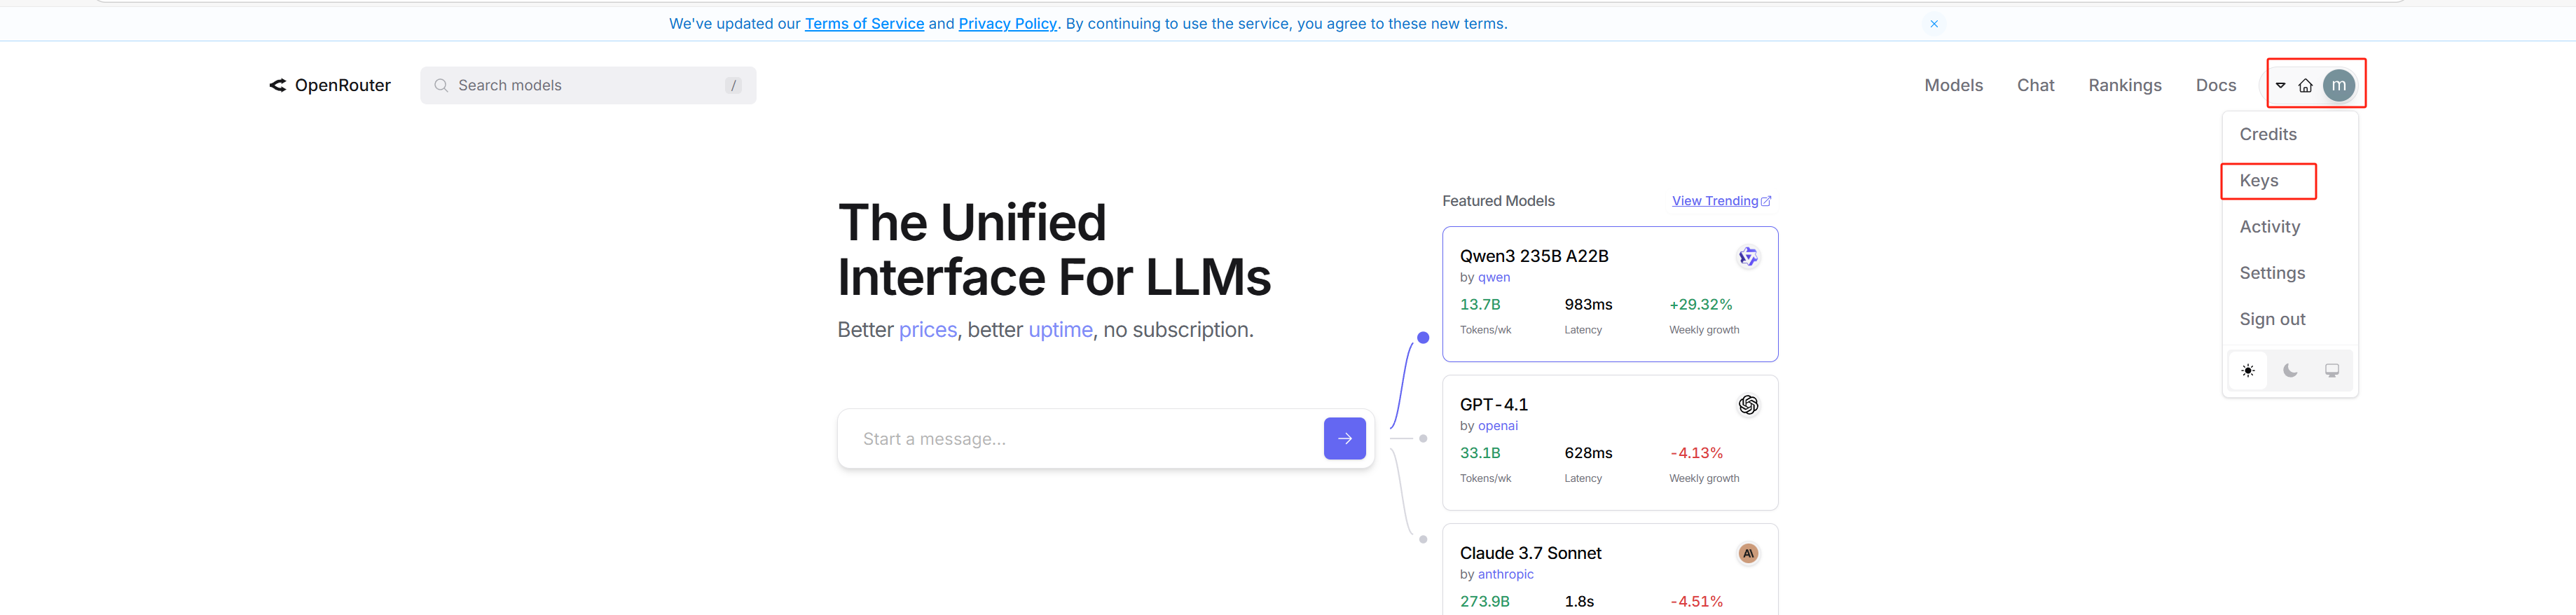 We've updated our Terms of Service and Privacy Policy. By continuing to use the service, you agree to these new terms.
OpenRouter
Search models
/
Models
Chat
Rankings
Docs
m
Credits
Keys
Activity
Settings
Sign out
The Unified
Interface For LLMs
Better prices, better uptime, no subscription.
Start a message...
Featured Models
View Trending
Qwen3 235B A22B
by qwen
13.7B 983ms +29.32%
Tokens/wk Latency Weekly growth
GPT-4.1
by openai
33.1B 628ms -4.13%
Tokens/wk Latency Weekly growth
Claude 3.7 Sonnet
by anthropic
273.9B 1.8s -4.51%